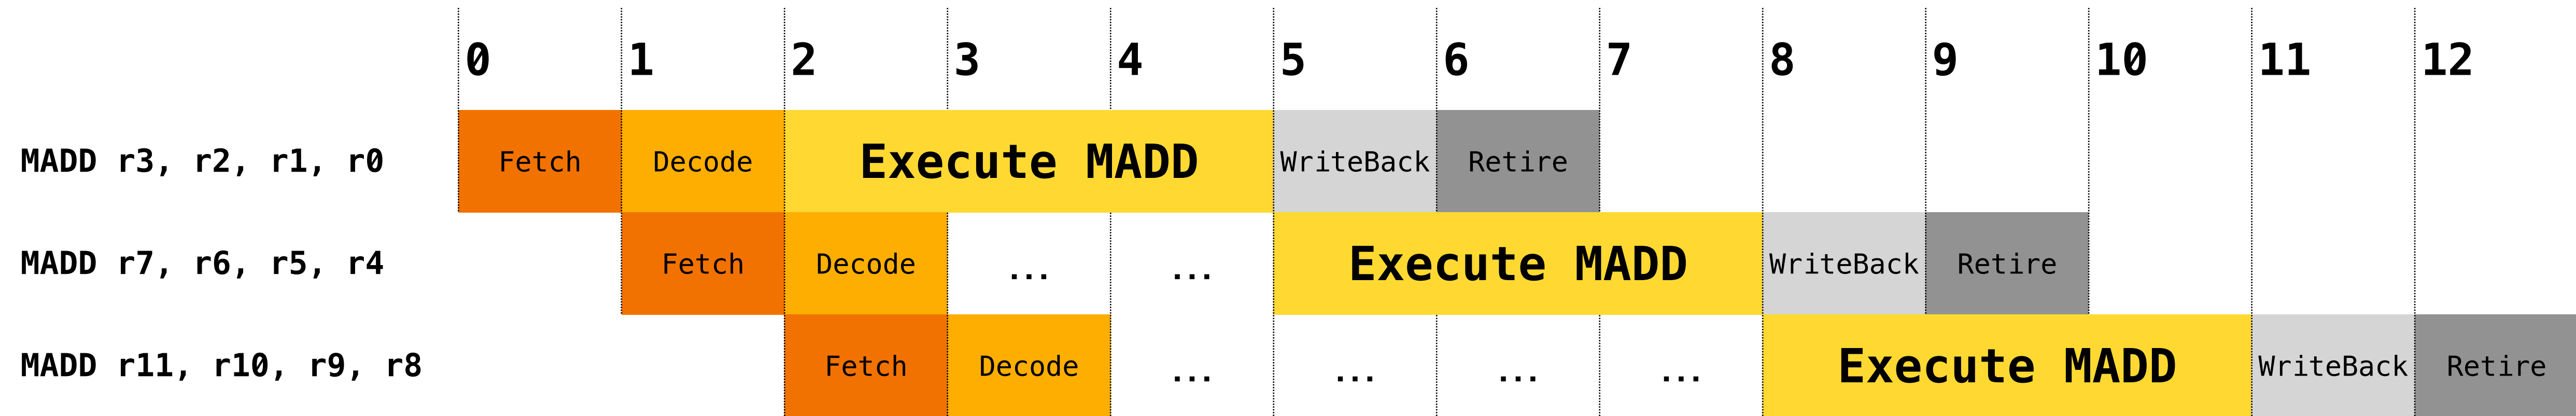 0 1 2 3 4 5 6 7 8 9 10 11 12
MADD r3, r2, r1, r0 Fetch Decode Execute MADD WriteBack Retire
MADD r7, r6, r5, r4 Fetch Decode ... ... Execute MADD WriteBack Retire
MADD r11, r10, r9, r8 Fetch Decode ... ... ... ... Execute MADD WriteBack Retire